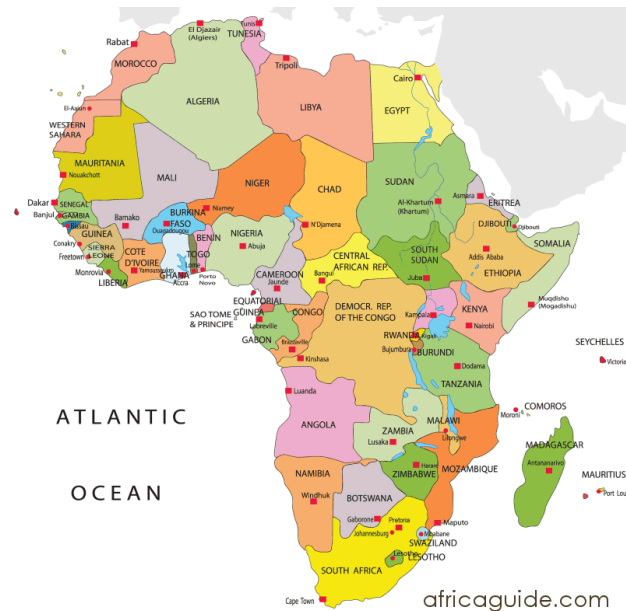 El Djazair
(Algiers)
Tunis
TUNISIA
Rabat
MOROCCO
Tripoli
Cairo
ALGERIA
LIBYA
EGYPT
El-Aaiun
WESTERN
SAHARA
MAURITANIA
Nouakchott
MALI
NIGER
CHAD
SUDAN
Al-Khartum
(Khartum)
Asmara
ERITREA
Dakar
SENEGAL
Banjul
GAMBIA
Bissau
Bamako
BURKINA
FASO
Ouagadougou
Niamey
N'Djamena
DJIBOUTI
Djibouti
SOMALIA
GUINEA
Conakry
SIERRA
LEONE
Freetown
Monrovia
LIBERIA
COTE
D'IVOIRE
Yamoussoukro
GHANA
Accra
TOGO
Lome
BENIN
Porto
Novo
NIGERIA
Abuja
CENTRAL
AFRICAN REP.
Bangui
SOUTH
SUDAN
Juba
Addis Ababa
ETHIOPIA
CAMEROON
Jaunde
EQUATORIAL
GUINEA
SAO TOME
& PRINCIPE
Libreville
GABON
CONGO
Brazzaville
Kinshasa
DEMOCR. REP.
OF THE CONGO
Kampala
KENYA
Nairobi
Muqdisho
(Mogadishu)
RWANDA
Kigali
Bujumbura
BURUNDI
Dodama
TANZANIA
SEYCHELLES
Victoria
Luanda
ANGOLA
ZAMBIA
Lusaka
MALAWI
Lilongwe
Moroni
COMOROS
ATLANTIC
OCEAN
NAMIBIA
Windhuk
BOTSWANA
Gaborone
ZIMBABWE
Harare
MOZAMBIQUE
MADAGASCAR
Antananarivo
MAURITIUS
Port Lou
Pretoria
Johannesburg
Maputo
Mbabane
SWAZILAND
Lesotho
LESOTHO
SOUTH AFRICA
Cape Town
africaguide.com